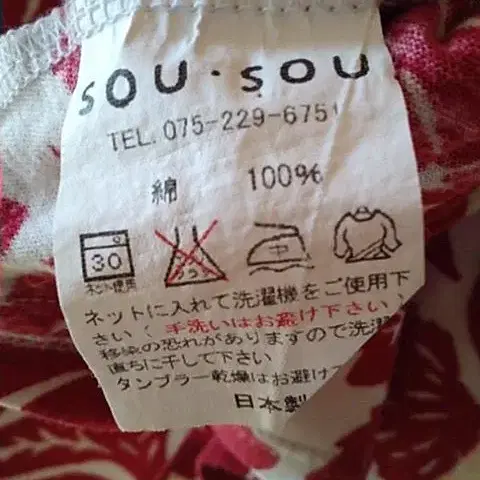 SOU・SOU
TEL. 075-229-6751
綿 100%
30 中
ネット使用
ネットに入れて洗濯機をご使用下
さい（手洗いはお避け下さい）
移染の恐れがありますので洗濯
直ちに干して下さい
タンブラー乾燥はお避け
日本製